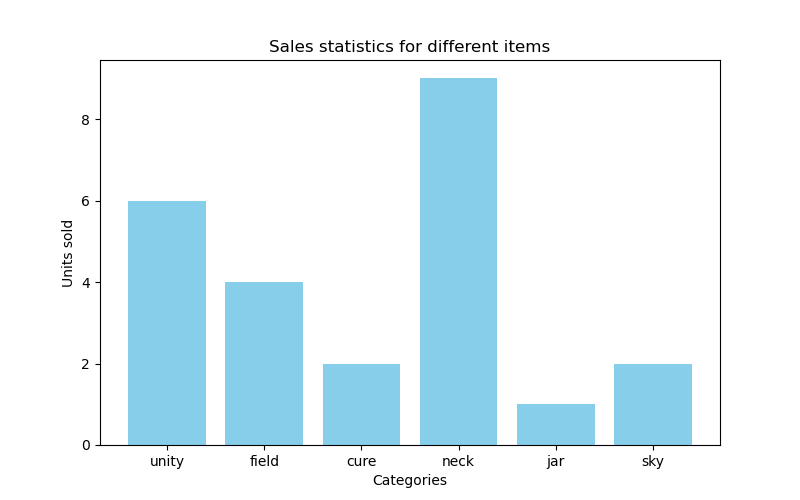 Sales statistics for different items
Units sold
8
6
4
2
0
unity field cure neck jar sky
Categories